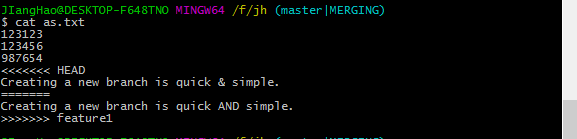 JIangHao@DESKTOP-F648TNO MINGW64 /f/jh (master|MERGING)
$ cat as.txt
123123
123456
987654
<<<<<<< HEAD
Creating a new branch is quick & simple.
=======
Creating a new branch is quick AND simple.
>>>>>>> feature1